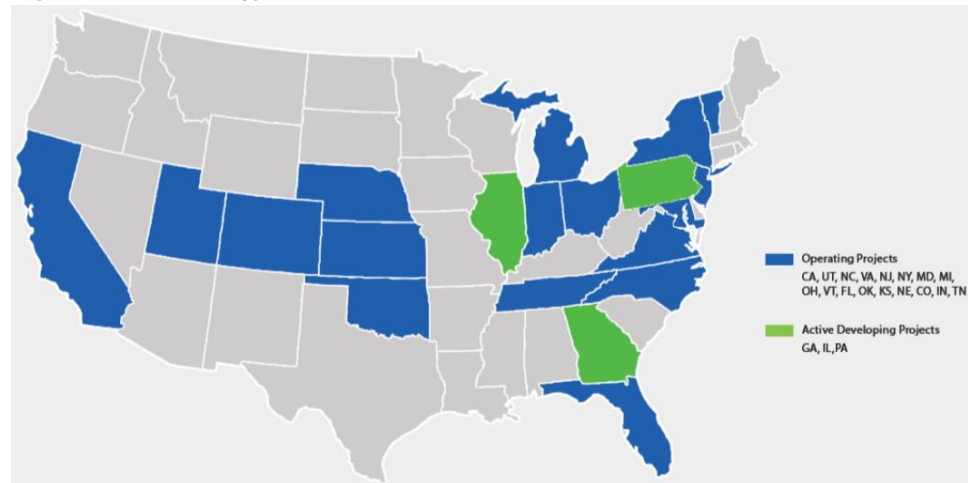 Operating Projects
CA, UT, NC, VA, NJ, NY, MD, MI,
OH, VT, FL, OK, KS, NE, CO, IN, TN
Active Developing Projects
GA, IL,PA